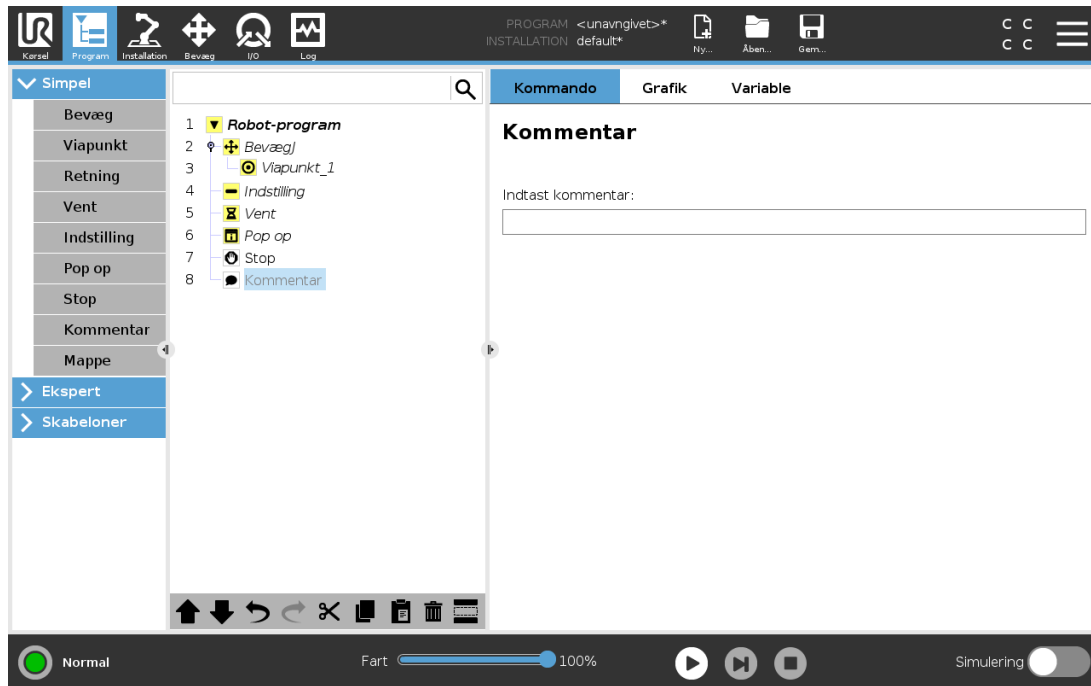 PROGRAM <unavngivet>*
INSTALLATION default*
C C
C C
Kørsel Program Installation Bevæg I/O Log Ny... Åben... Gem...
Simpel
Bevæg
Viapunkt
Retning
Vent
Indstilling
Pop op
Stop
Kommentar
Mappe
Ekspert
Skabeloner
1 Robot-program
2 BevægJ
3 Viapunkt_1
4 Indstilling
5 Vent
6 Pop op
7 Stop
8 Kommentar
Kommando Grafik Variable
Kommentar
Indtast kommentar:
Normal Fart 100% Simulering